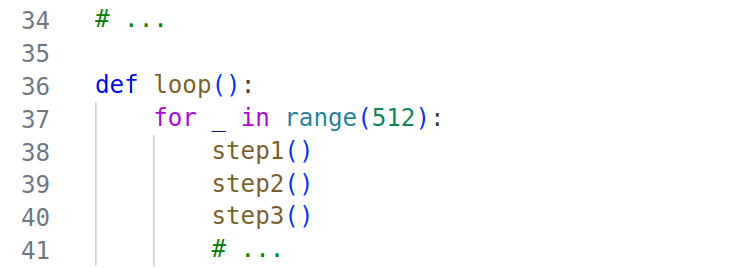 34 # ...
35
36 def loop():
37     for _ in range(512):
38         step1()
39         step2()
40         step3()
41         # ...